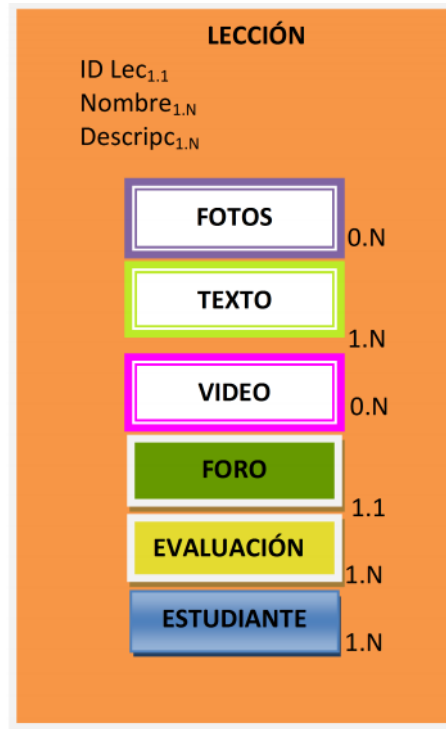 LECCIÓN
ID Lec1.1
Nombre1.N
Descripc1.N
FOTOS
0.N
TEXTO
1.N
VIDEO
0.N
FORO
1.1
EVALUACIÓN
1.N
ESTUDIANTE
1.N